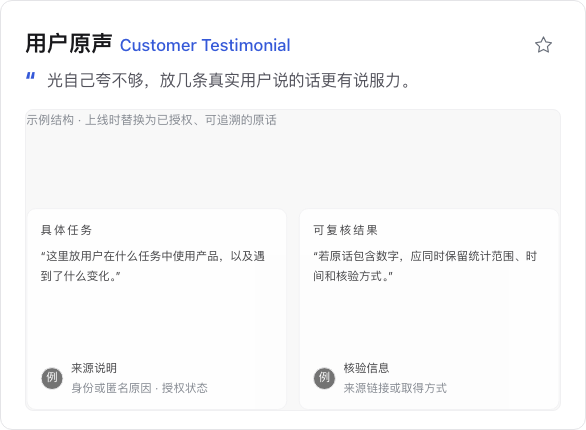 用户原声 Customer Testimonial
“ 光自己夸不够，放几条真实用户说的话更有说服力。
示例结构 · 上线时替换为已授权、可追溯的原话
具体任务
“这里放用户在什么任务中使用产品，以及遇
到了什么变化。”
例
来源说明
身份或匿名原因 · 授权状态
可复核结果
“若原话包含数字，应同时保留统计范围、时
间和核验方式。”
例
核验信息
来源链接或取得方式